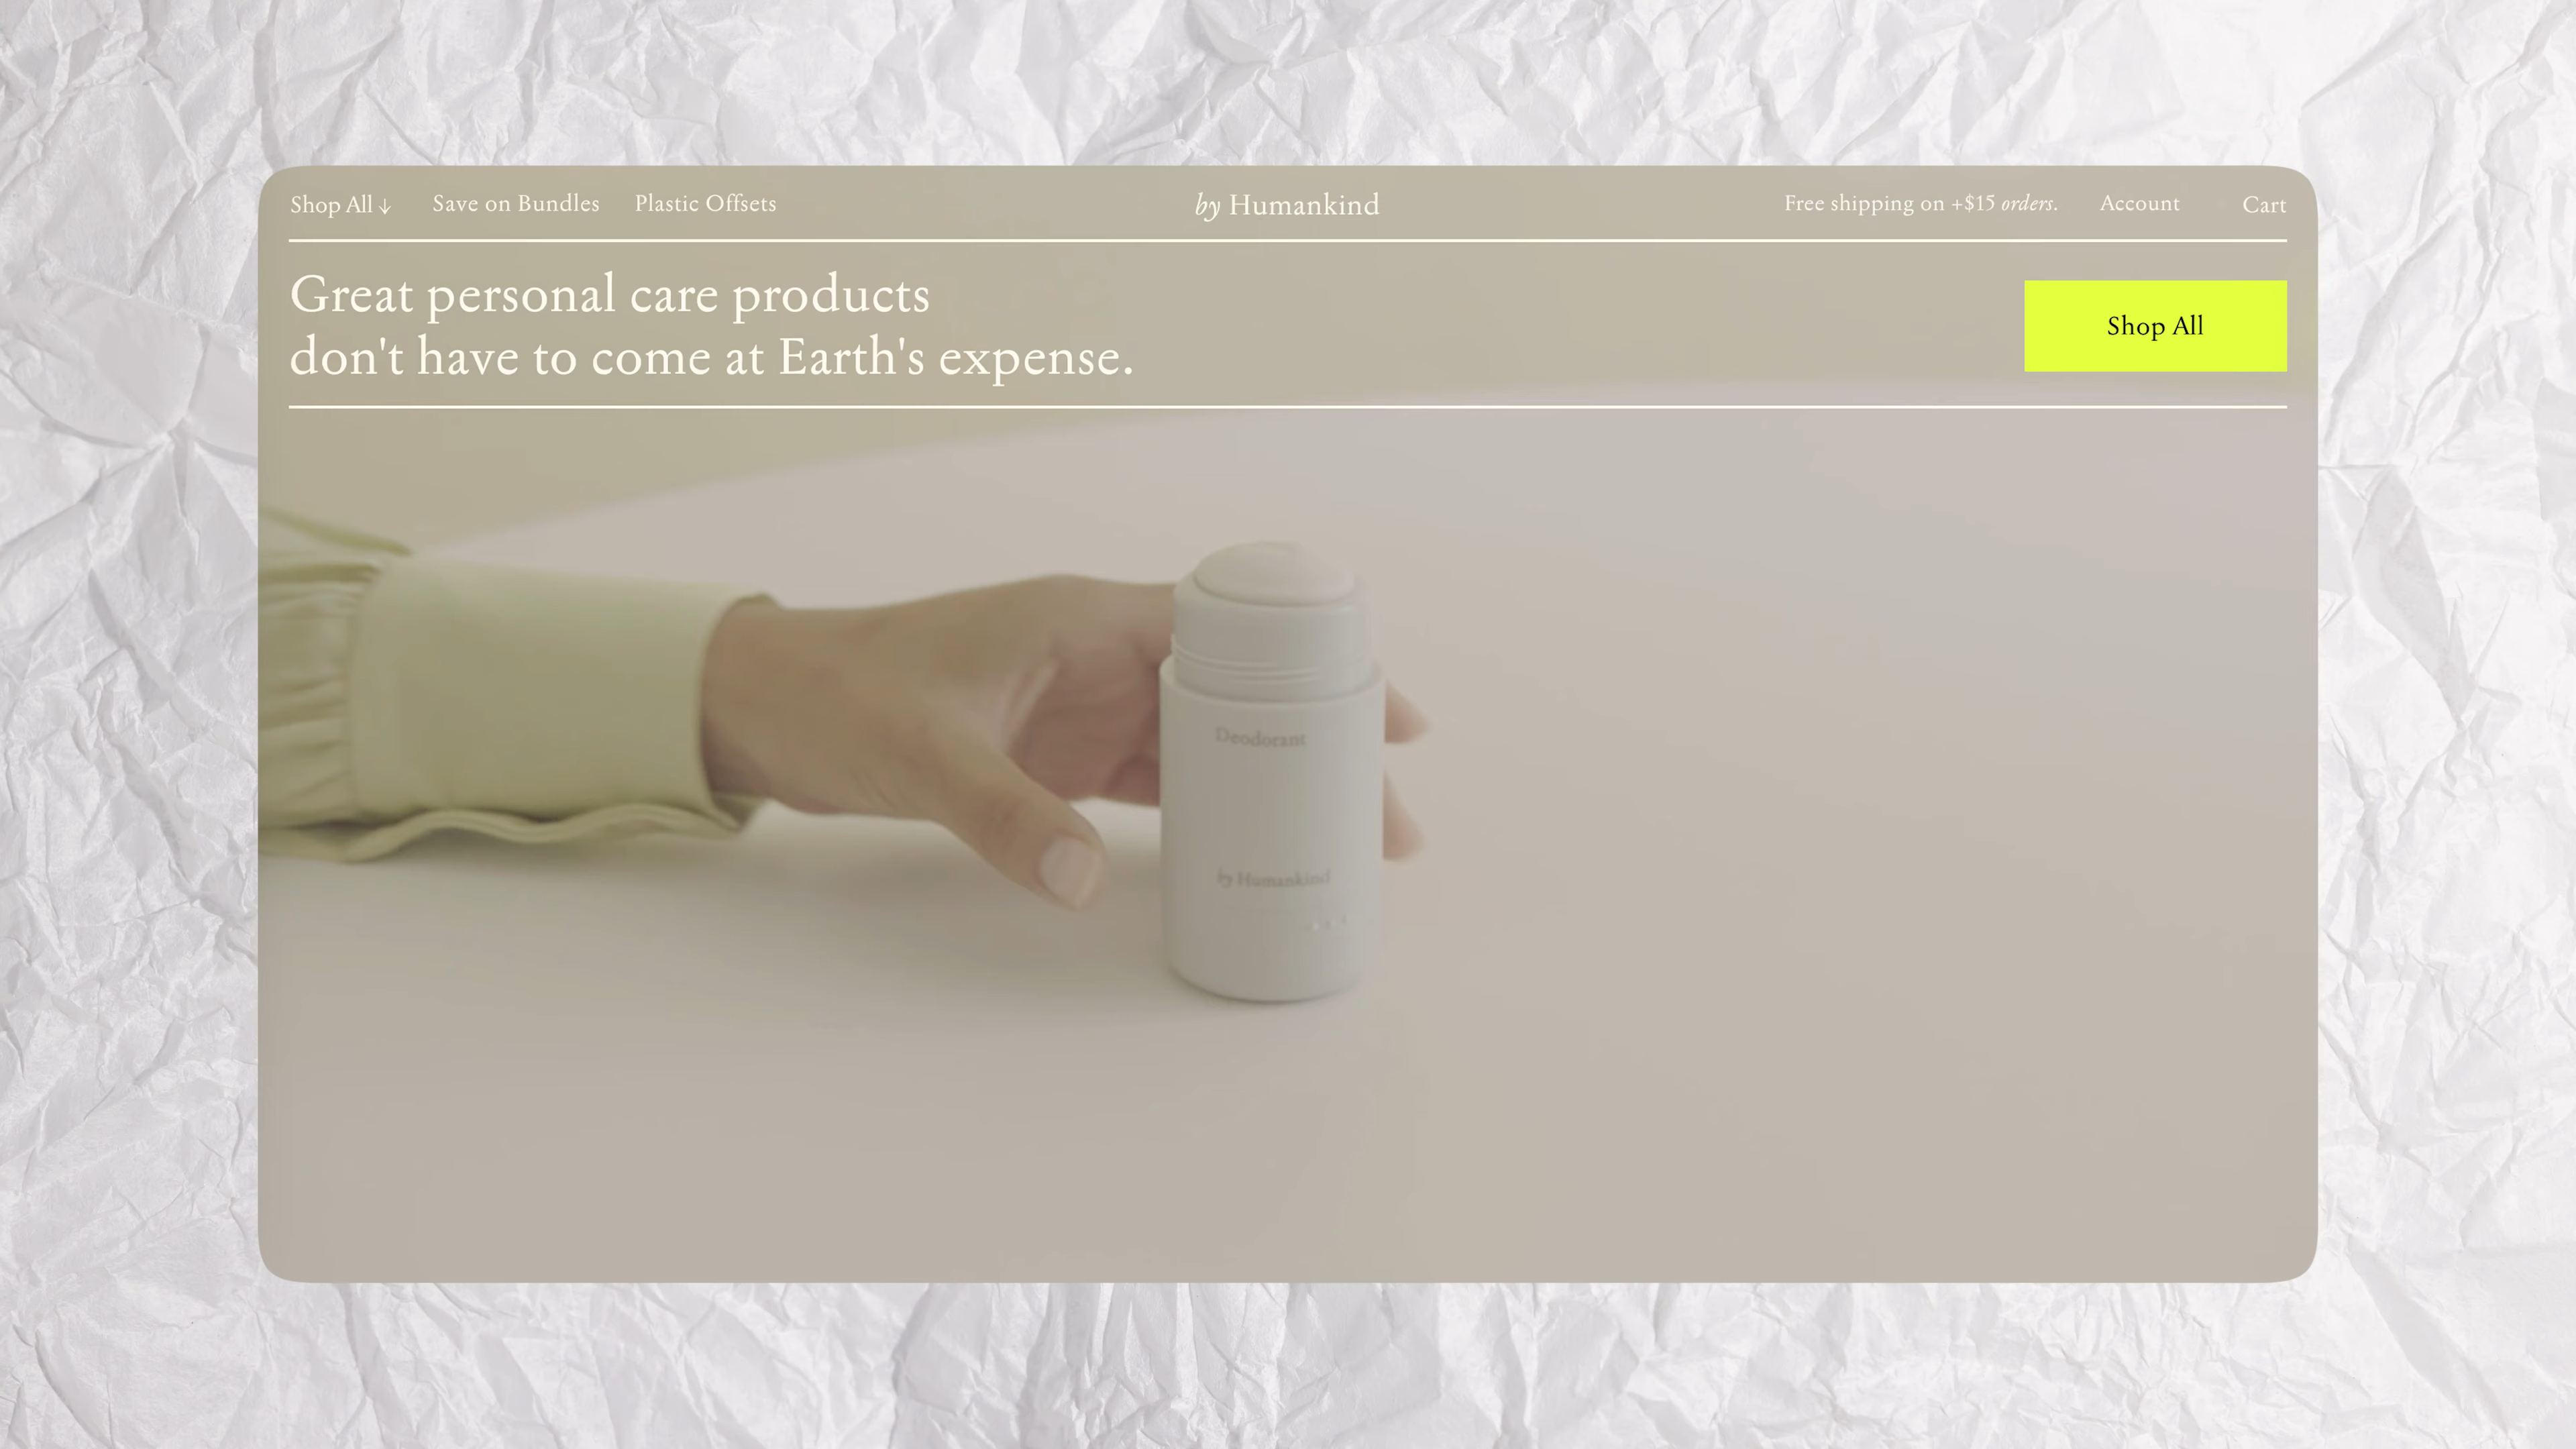 Shop All ↓
Save on Bundles
Plastic Offsets
by Humankind
Free shipping on +$15 orders.
Account
Cart
Great personal care products
don't have to come at Earth's expense.
Shop All
Deodorant
by Humankind